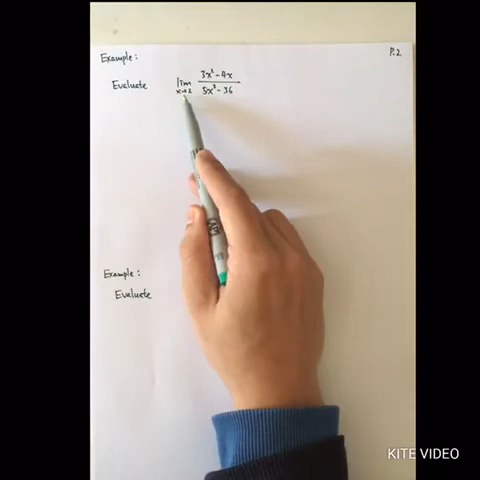 Example: P.2
Evaluate lim x→2 3x² - 4x / 5x³ - 36
Example:
Evaluate
KITE VIDEO